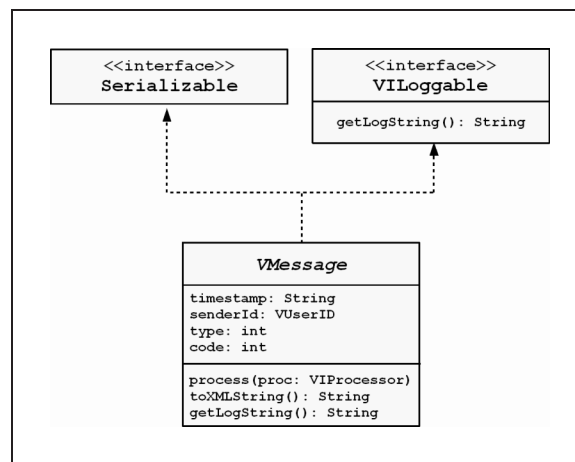 <<interface>>
Serializable
<<interface>>
VILoggable
getLogString(): String
VMessage
timestamp: String
senderId: VUserID
type: int
code: int
process(proc: VIProcessor)
toXMLString(): String
getLogString(): String